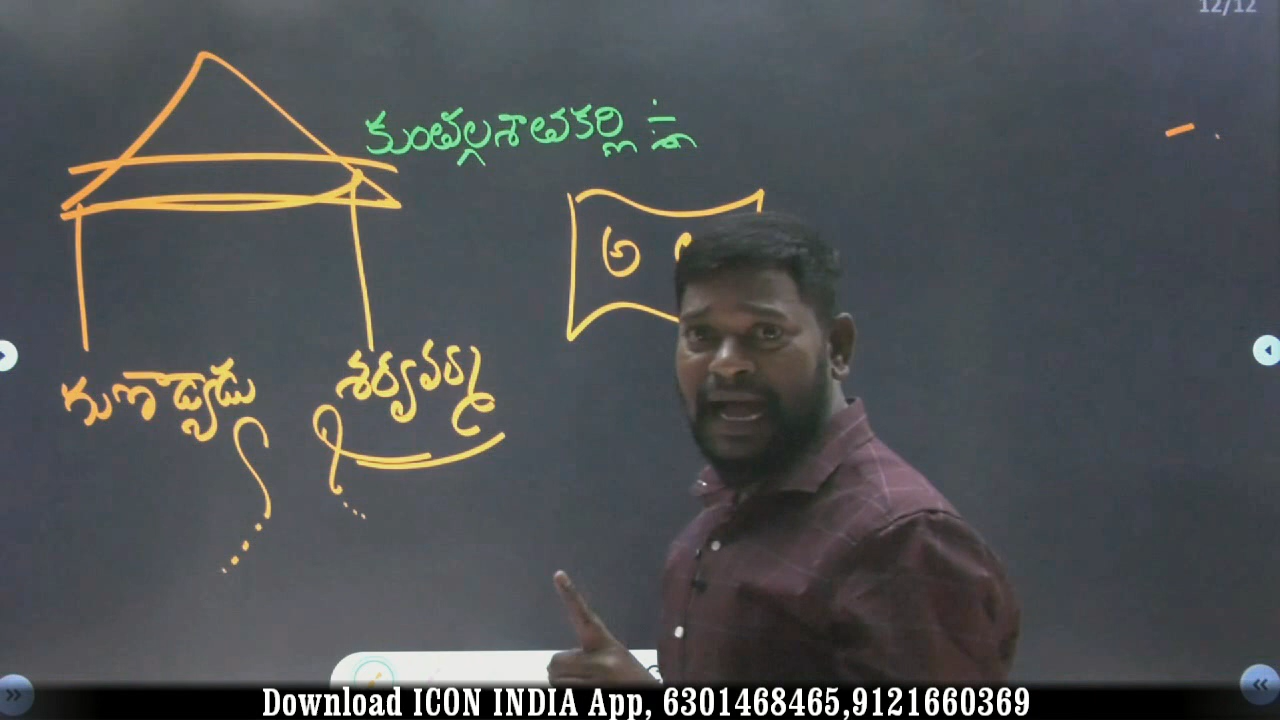 12/12
కుంతలశాతకర్ణి :-
అ
గుణాఢ్యుడు
శర్వవర్మ
Download ICON INDIA App, 6301468465,9121660369